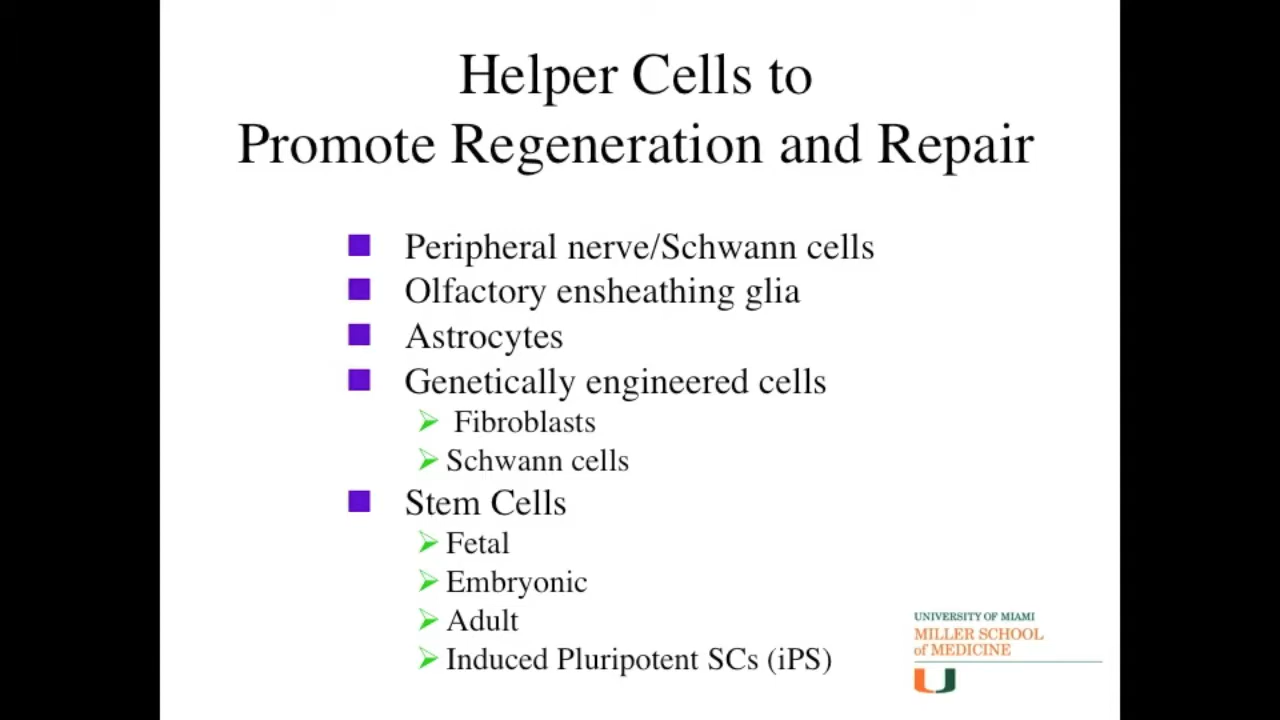 Helper Cells to
Promote Regeneration and Repair
Peripheral nerve/Schwann cells
Olfactory ensheathing glia
Astrocytes
Genetically engineered cells
Fibroblasts
Schwann cells
Stem Cells
Fetal
Embryonic
Adult
Induced Pluripotent SCs (iPS)
UNIVERSITY OF MIAMI
MILLER SCHOOL
of MEDICINE
U